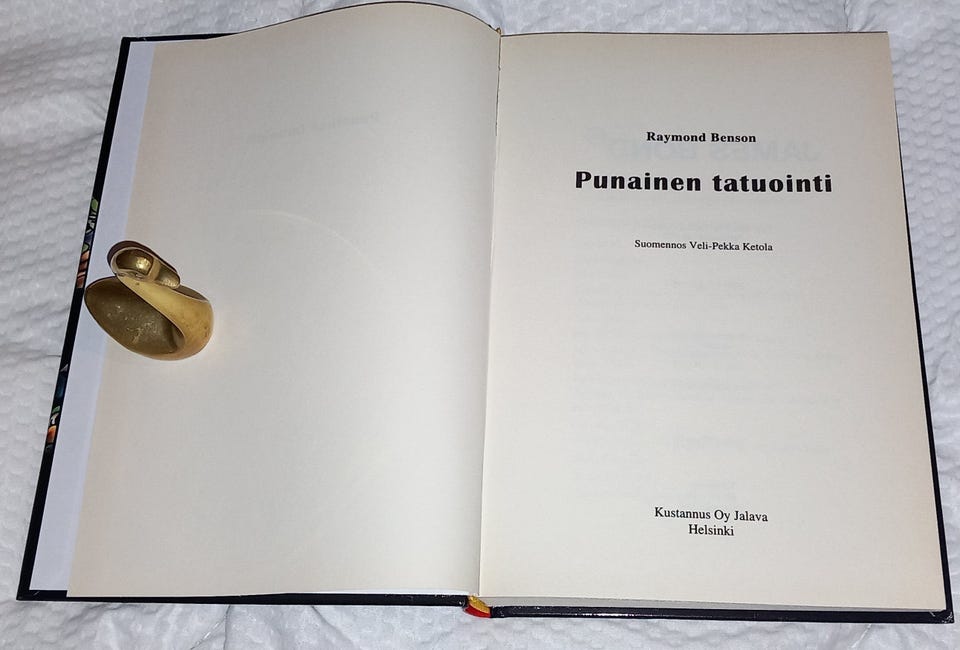 Raymond Benson
Punainen tatuointi
Suomennos Veli-Pekka Ketola
Kustannus Oy Jalava
Helsinki